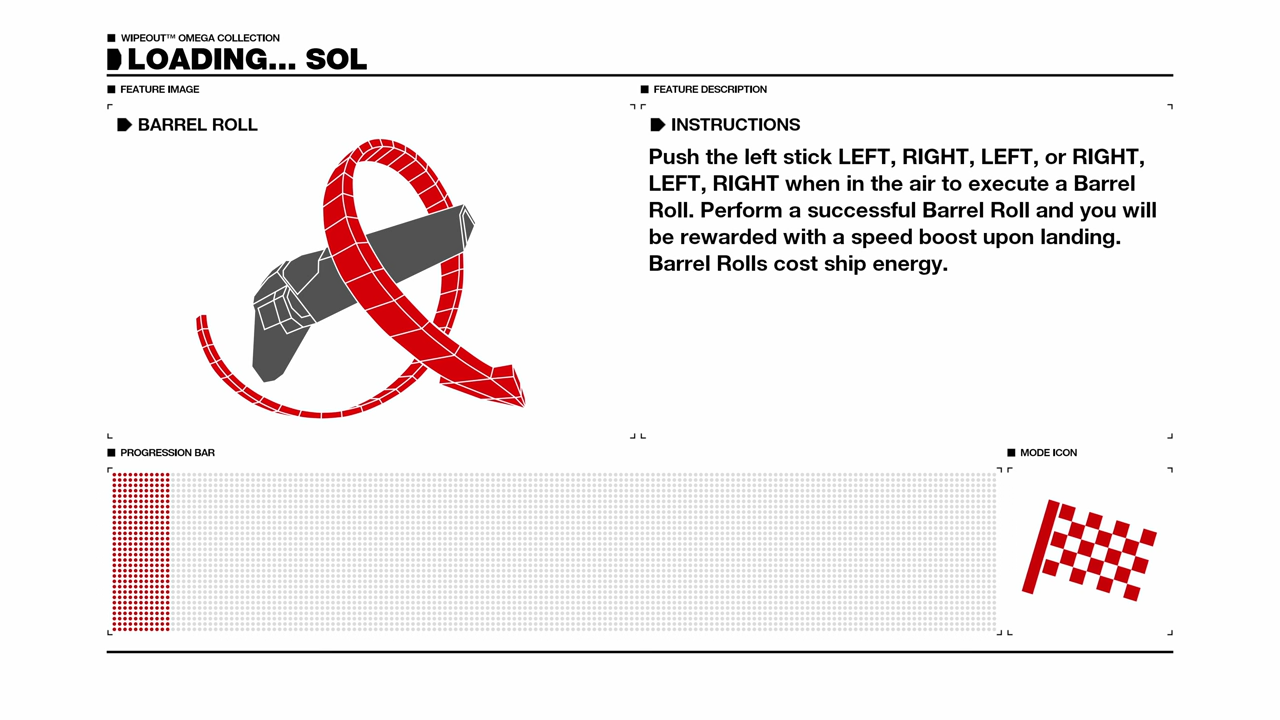 WIPEOUT™ OMEGA COLLECTION
LOADING... SOL
FEATURE IMAGE
BARREL ROLL
FEATURE DESCRIPTION
INSTRUCTIONS
Push the left stick LEFT, RIGHT, LEFT, or RIGHT,
LEFT, RIGHT when in the air to execute a Barrel
Roll. Perform a successful Barrel Roll and you will
be rewarded with a speed boost upon landing.
Barrel Rolls cost ship energy.
PROGRESSION BAR
MODE ICON